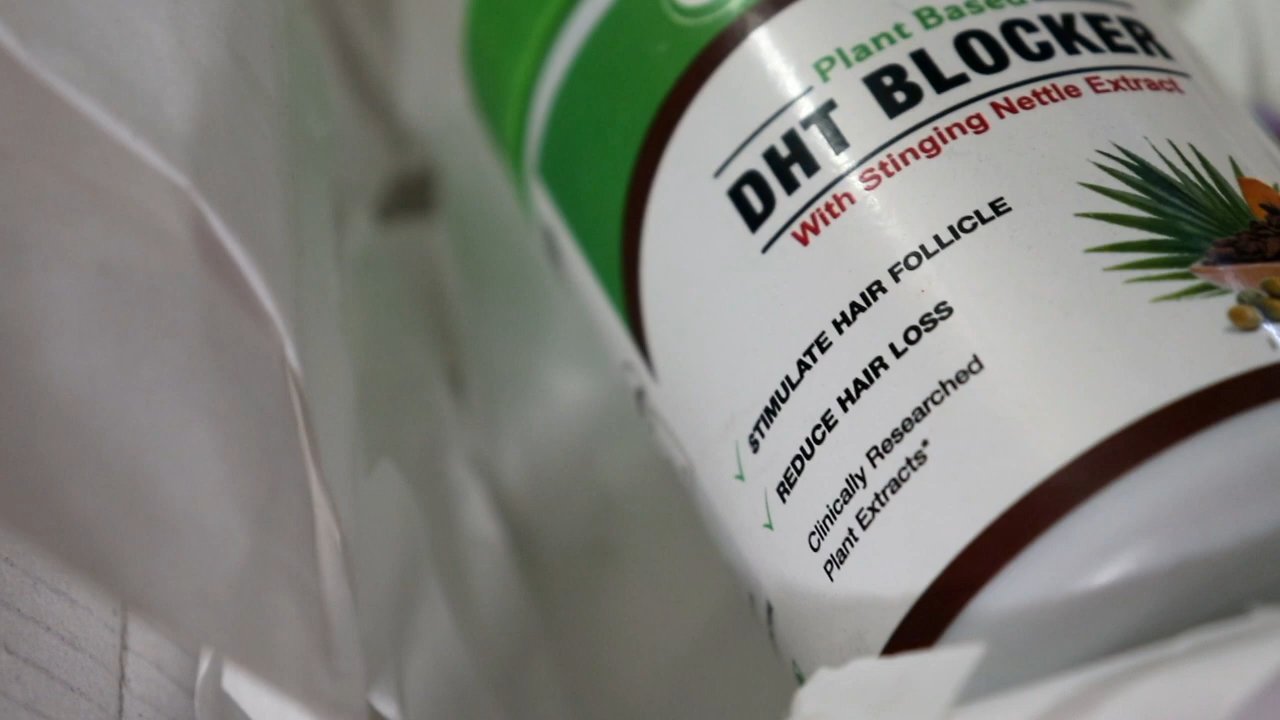 Plant Based
DHT BLOCKER
With Stinging Nettle Extract
STIMULATE HAIR FOLLICLE
REDUCE HAIR LOSS
Clinically Researched
Plant Extracts*